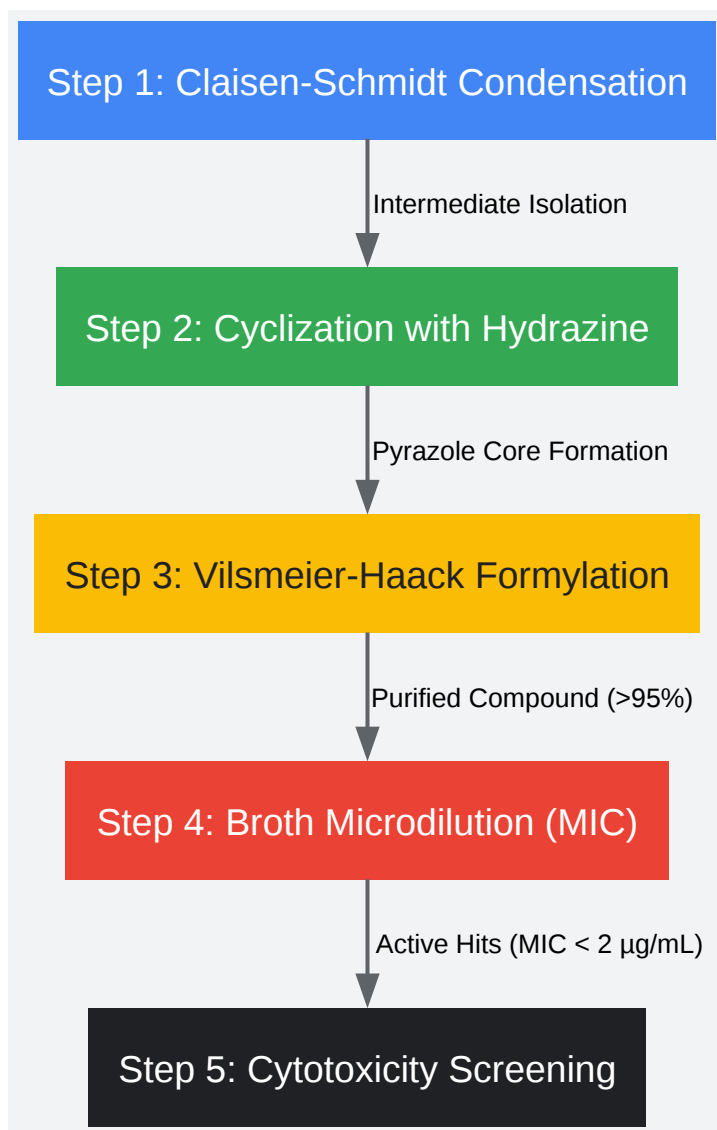 Step 1: Claisen-Schmidt Condensation
Intermediate Isolation
Step 2: Cyclization with Hydrazine
Pyrazole Core Formation
Step 3: Vilsmeier-Haack Formylation
Purified Compound (>95%)
Step 4: Broth Microdilution (MIC)
Active Hits (MIC < 2 µg/mL)
Step 5: Cytotoxicity Screening